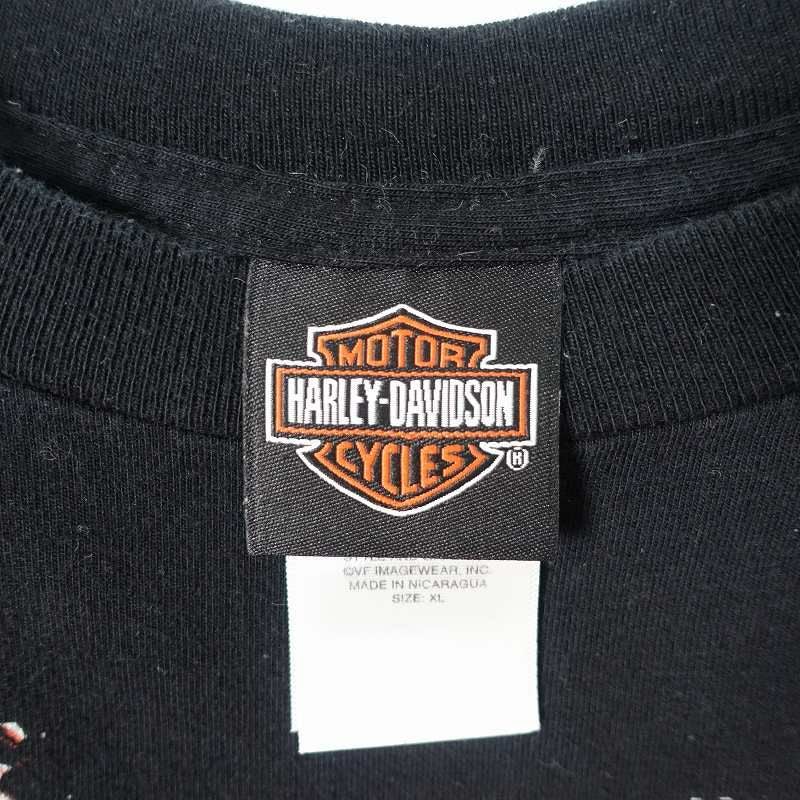 MOTOR
HARLEY-DAVIDSON
CYCLES
®
©VF IMAGEWEAR, INC.
MADE IN NICARAGUA
SIZE: XL